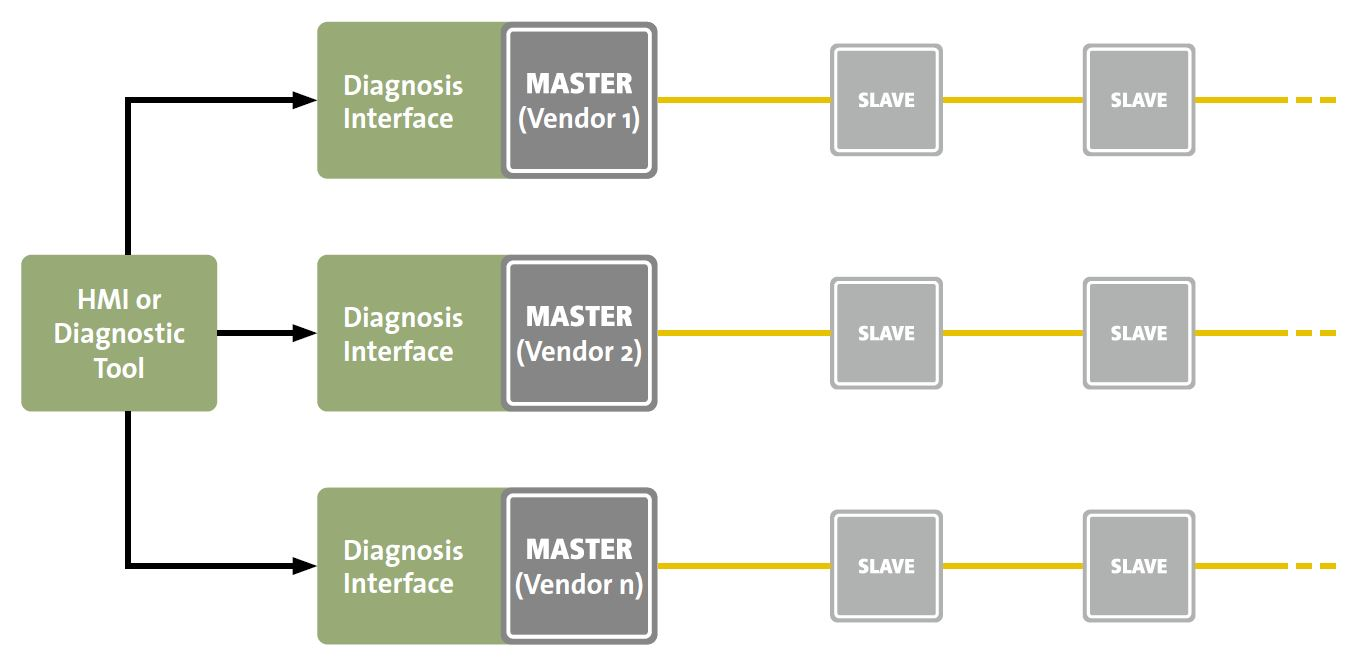 Diagnosis
Interface
MASTER
(Vendor 1)
SLAVE
SLAVE
HMI or
Diagnostic
Tool
Diagnosis
Interface
MASTER
(Vendor 2)
SLAVE
SLAVE
Diagnosis
Interface
MASTER
(Vendor n)
SLAVE
SLAVE